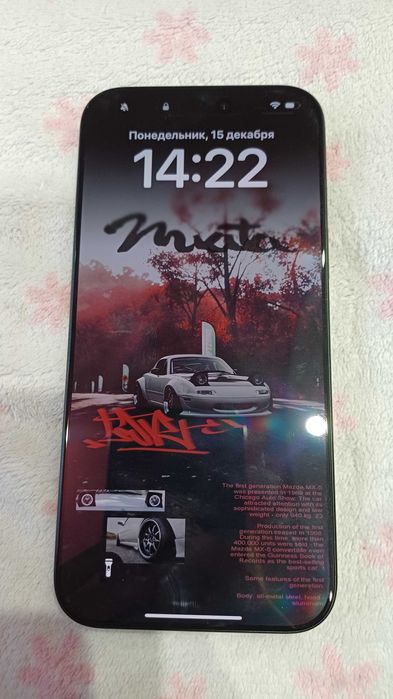 Понедельник, 15 декабря
14:22
Miata
The first generation Mazda MX-5
was presented in 1989 at the
Chicago Auto Show. The car
attracted attention with its
sophisticated design and low
weight - only 940 kg. 23
Production of the first
generation ceased in 1998.
During this time, more than
400,000 units were sold - the
Mazda MX-5 convertible even
entered the Guinness Book of
Records as the best-selling
sports car.
Some features of the first
generation:
Body: all-metal steel, hood:
aluminum